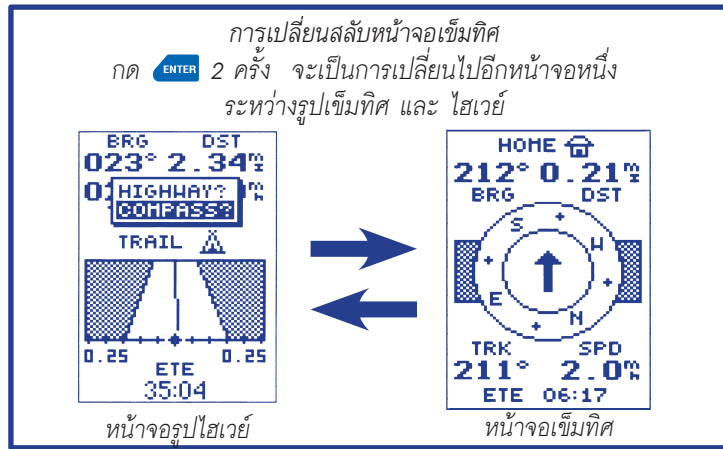 การเปลี่ยนสลับหน้าจอเข็มทิศ
กด ENTER 2 ครั้ง จะเป็นการเปลี่ยนไปอีกหน้าจอหนึ่ง
ระหว่างรูปเข็มทิศ และ ไฮเวย์
BRG DST
023° 2.34
HIGHWAY?
COMPASS?
TRAIL
0.25 0.25
ETE
35:04
หน้าจอรูปไฮเวย์
HOME
212° 0.21
BRG DST
S W
E N
TRK SPD
211° 2.0
ETE 06:17
หน้าจอเข็มทิศ